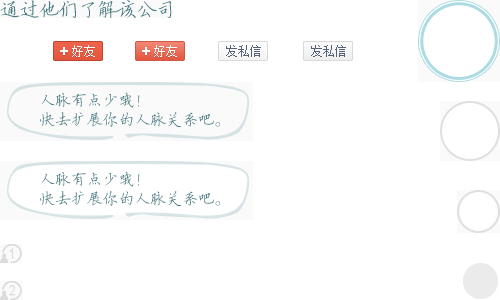 通过他们了解该公司
+好友 +好友 发私信 发私信
人脉有点少哦!
快去扩展你的人脉关系吧。
人脉有点少哦!
快去扩展你的人脉关系吧。
1
2